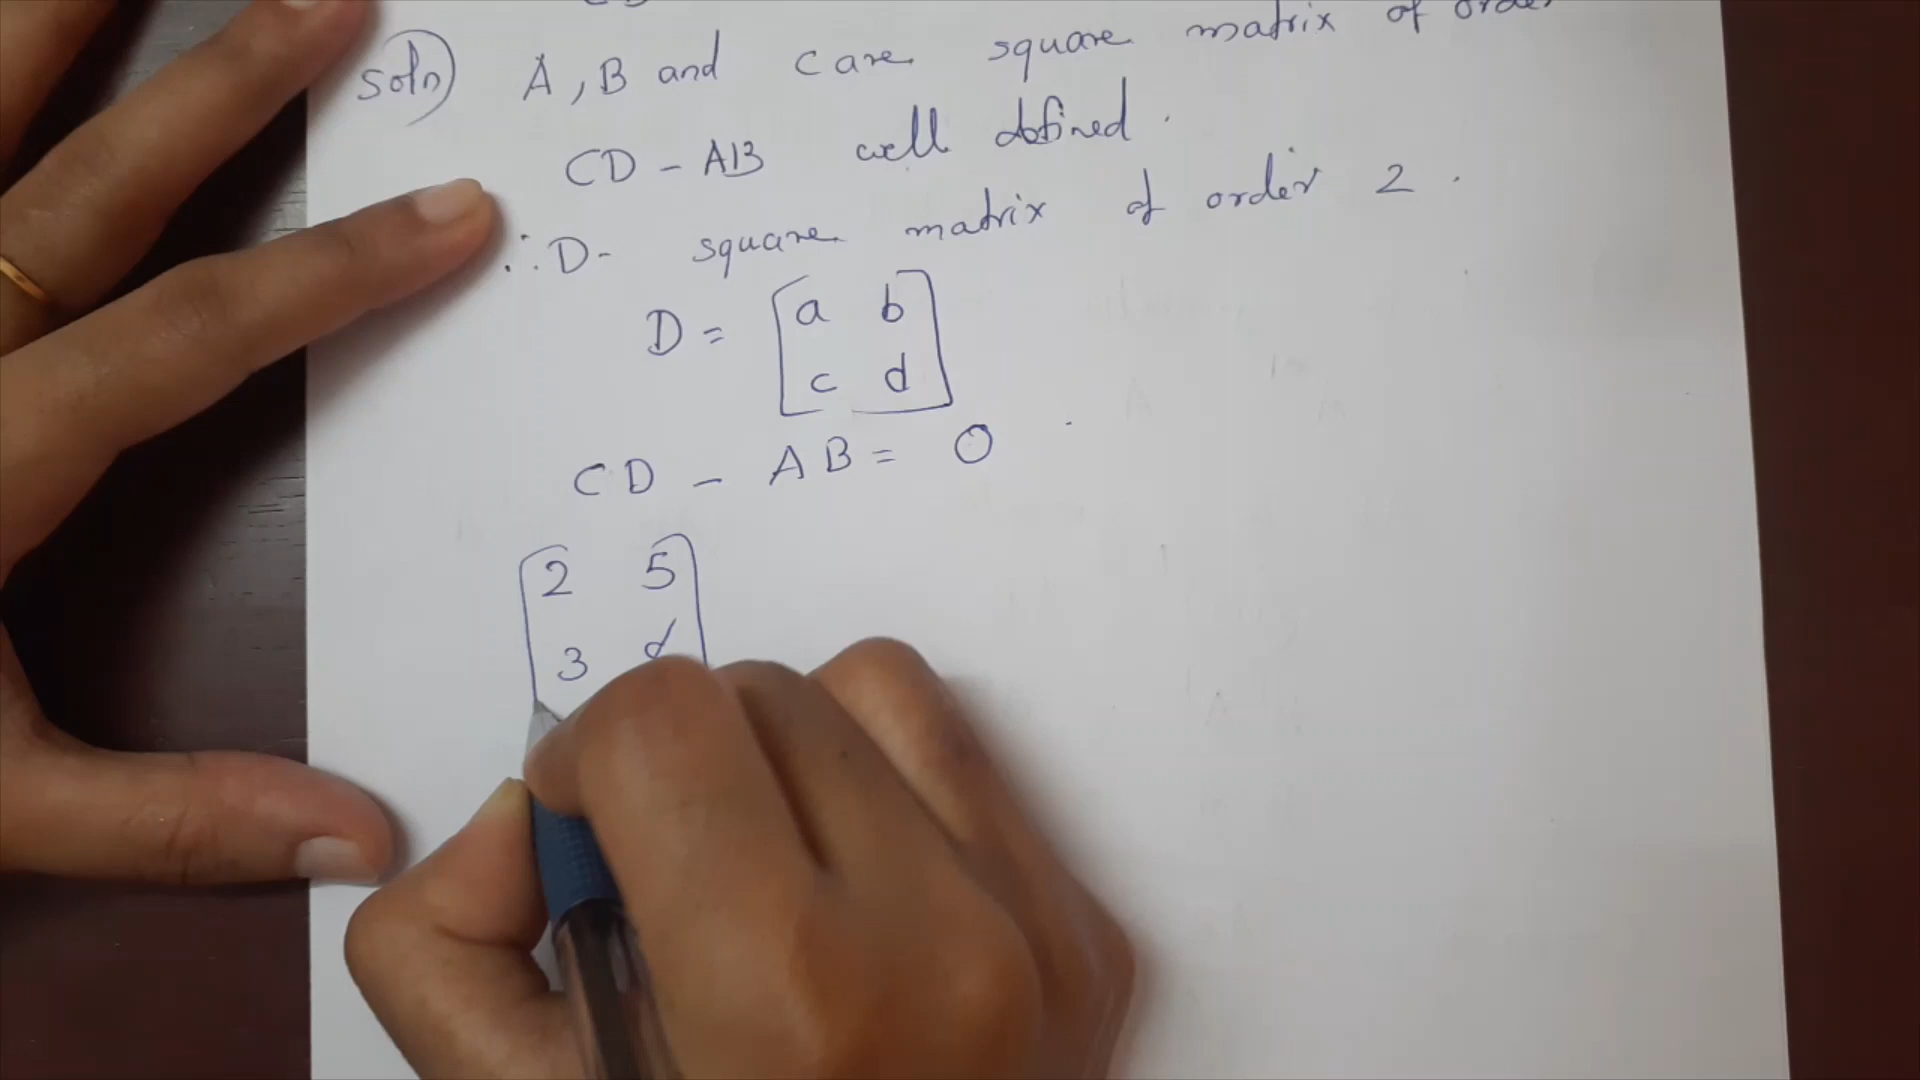 Soln) A, B and C are square matrix of order
CD - AB well defined.
∴ D - square matrix of order 2.
D = [a b
c d]
CD - AB = O
[2 5
3